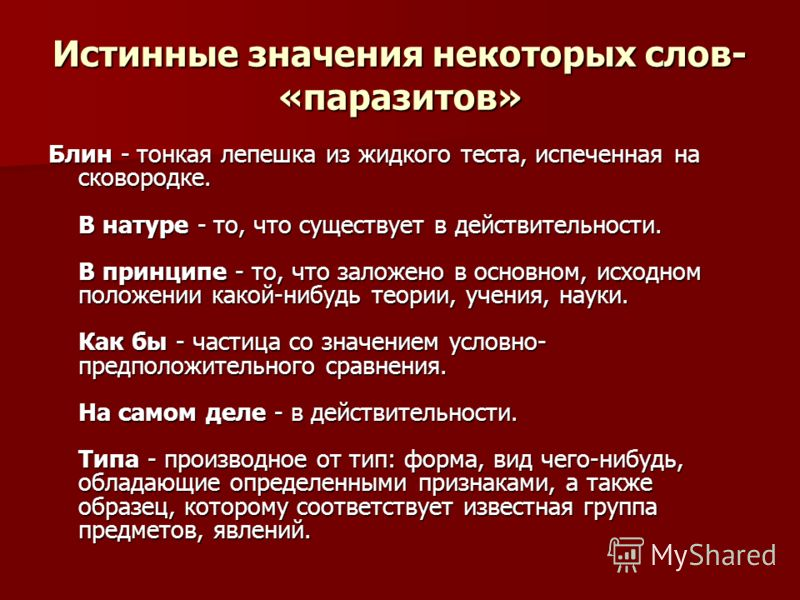 Истинные значения некоторых слов-
«паразитов»
Блин - тонкая лепешка из жидкого теста, испеченная на
сковородке.
В натуре - то, что существует в действительности.
В принципе - то, что заложено в основном, исходном
положении какой-нибудь теории, учения, науки.
Как бы - частица со значением условно-
предположительного сравнения.
На самом деле - в действительности.
Типа - производное от тип: форма, вид чего-нибудь,
обладающие определенными признаками, а также
образец, которому соответствует известная группа
предметов, явлений.
MyShared